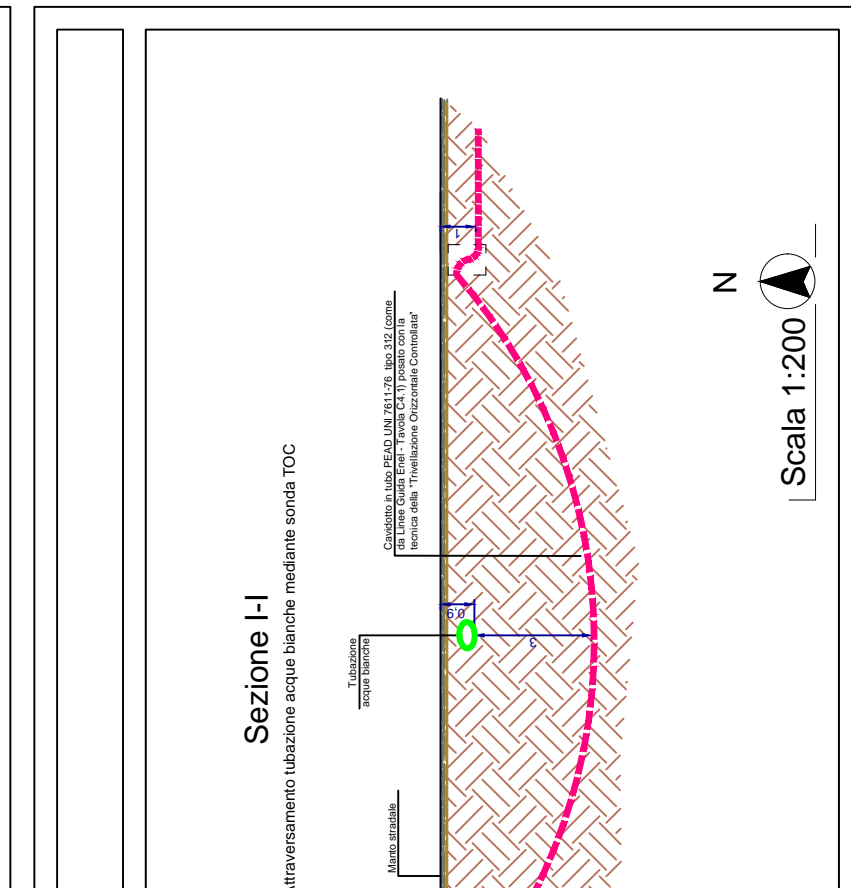 Sezione I-I
Attraversamento tubazione acque bianche mediante sonda TOC
Manto stradale
Tubazione
acque bianche
Cavidotto in tubo PEAD UNI 7611-76 tipo 312 (come
da Linee Guida Enel - Tavola C4.1) posato con la
tecnica della "Trivellazione Orizzontale Controllata"
0,9
3
1
Scala 1:200
N